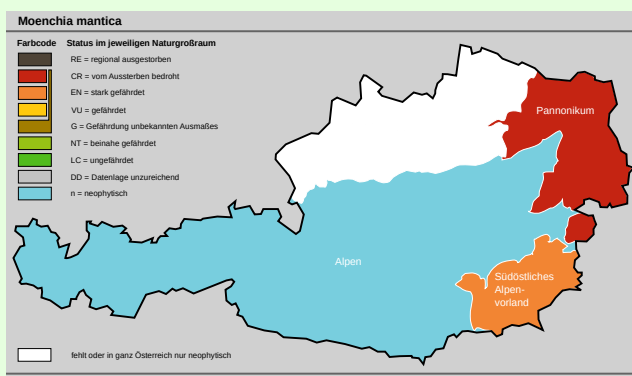 Moenchia mantica
Farbcode Status im jeweiligen Naturgroßraum
RE = regional ausgestorben
CR = vom Aussterben bedroht
EN = stark gefährdet
VU = gefährdet
G = Gefährdung unbekannten Ausmaßes
NT = beinahe gefährdet
LC = ungefährdet
DD = Datenlage unzureichend
n = neophytisch
Pannonikum
Alpen
Südöstliches
Alpen-
vorland
fehlt oder in ganz Österreich nur neophytisch